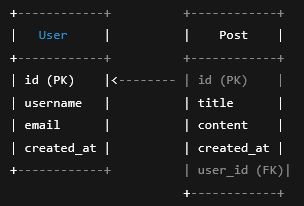 +------------+          +------------+
|   User     |          |    Post    |
+------------+          +------------+
| id (PK)    |<-------- | id (PK)    |
| username   |          | title      |
| email      |          | content    |
| created_at |          | created_at |
+------------+          | user_id (FK)|
                        +------------+